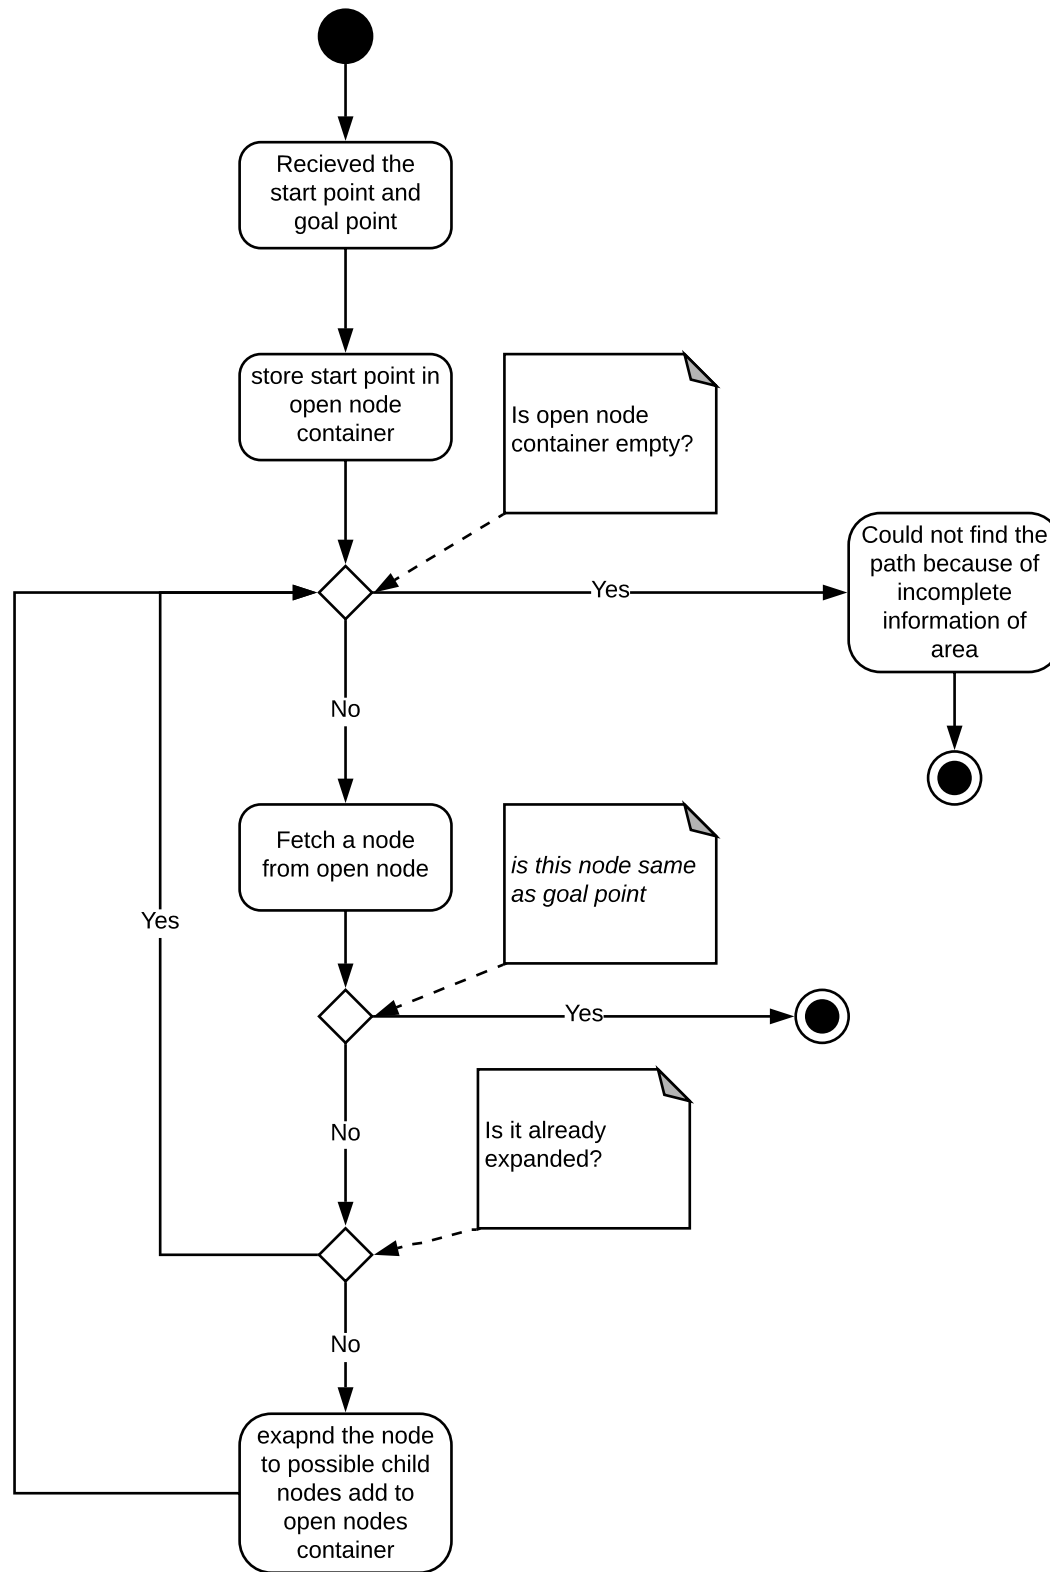 Recieved the
start point and
goal point
store start point in
open node
container
Is open node
container empty?
Could not find the
path because of
incomplete
information of
area
Yes
No
Fetch a node
from open node
is this node same
as goal point
Yes
Yes
No
Is it already
expanded?
No
exapnd the node
to possible child
nodes add to
open nodes
container